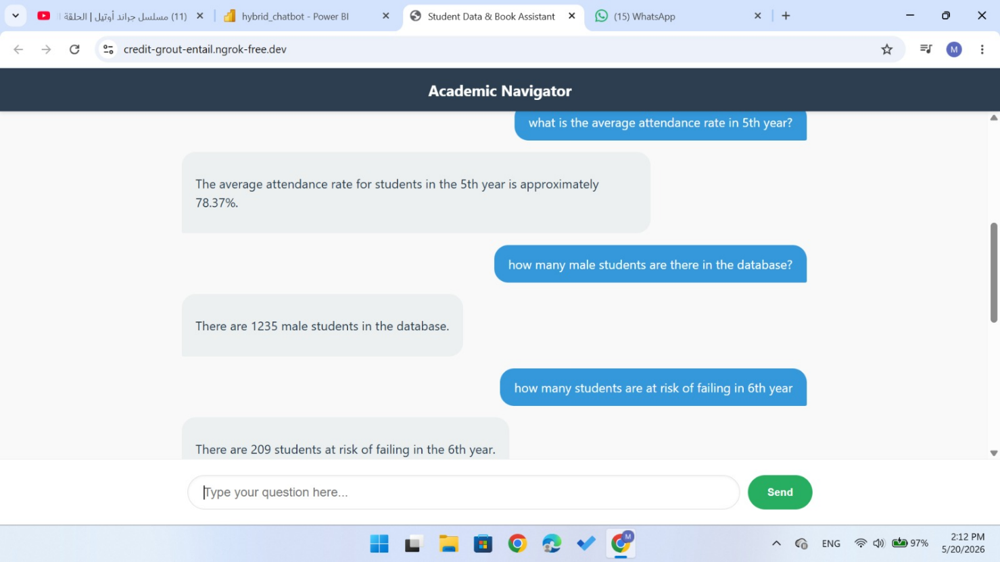 (11) مسلسل جراند أوتيل | الحلقة ا
hybrid_chatbot - Power BI
Student Data & Book Assistant
(15) WhatsApp
credit-grout-entail.ngrok-free.dev
M
Academic Navigator
what is the average attendance rate in 5th year?
The average attendance rate for students in the 5th year is approximately
78.37%.
how many male students are there in the database?
There are 1235 male students in the database.
how many students are at risk of failing in 6th year
There are 209 students at risk of failing in the 6th year.
Type your question here...
Send
M
ENG
97%
2:12 PM
5/20/2026